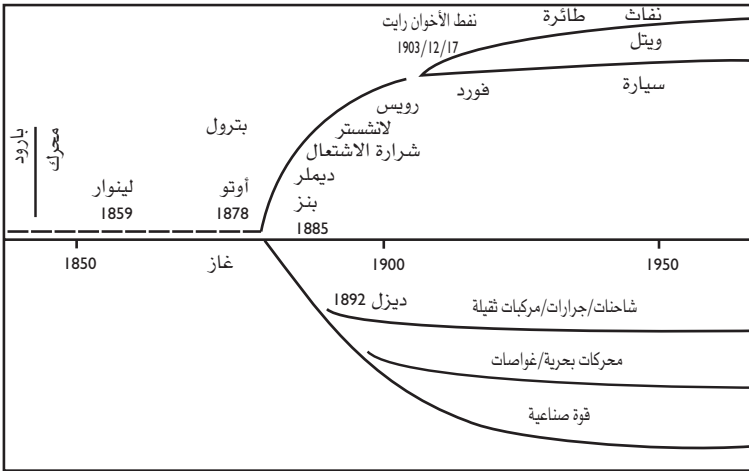 نفط الأخوان رايت
1903/12/17
طائرة
نفاث
ويتل
سيارة
فورد
رويس
لانشستر
شرارة الاشتعال
ديملر
بنز
1885
بترول
أوتو
1878
لينوار
1859
بارود
محرك
1850
غاز
1900
1950
ديزل 1892
شاحنات/جرارات/مركبات ثقيلة
محركات بحرية/غواصات
قوة صناعية